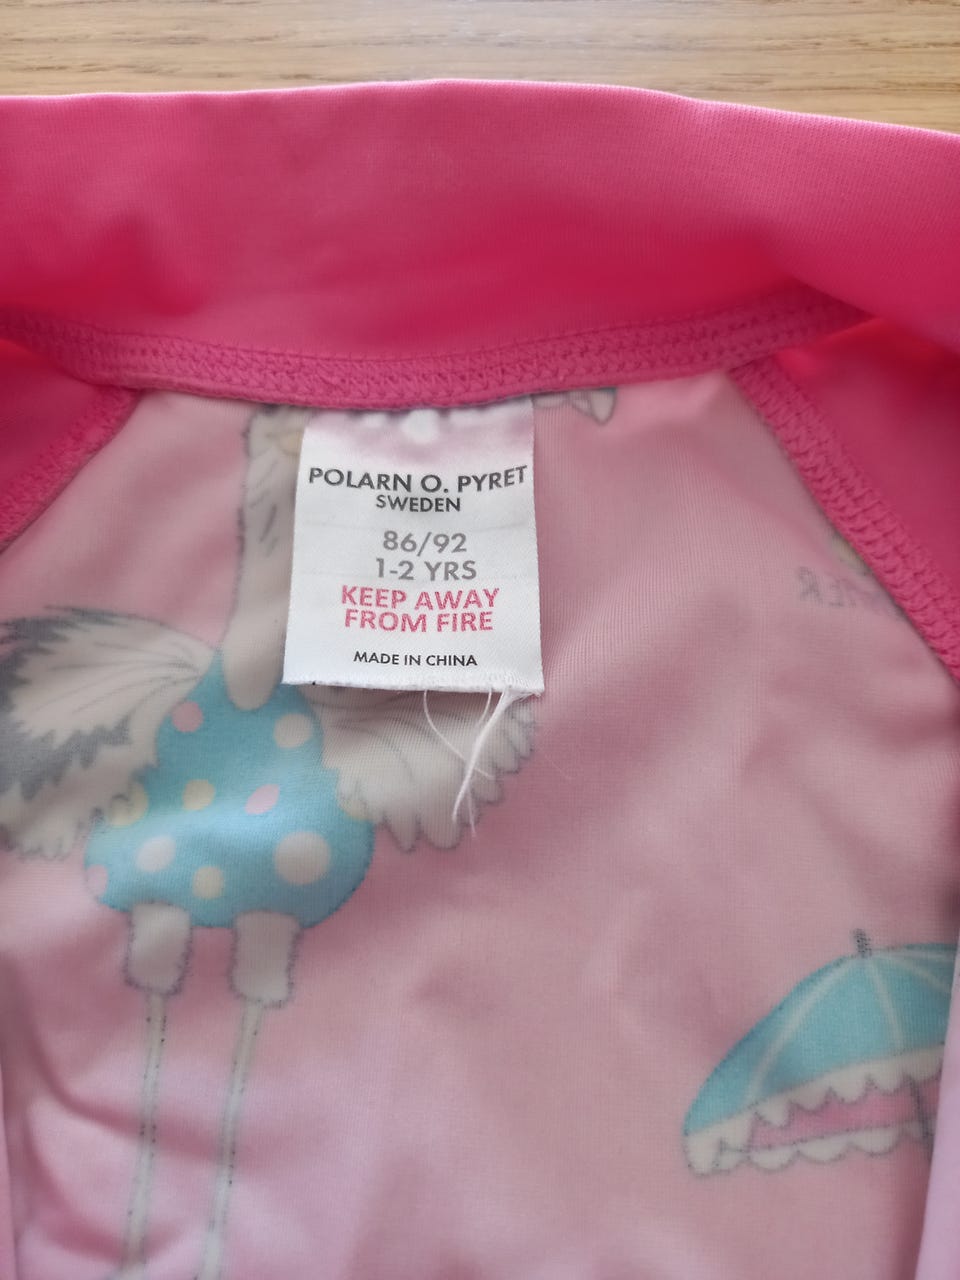 POLARN O. PYRET
SWEDEN
86/92
1-2 YRS
KEEP AWAY
FROM FIRE
MADE IN CHINA